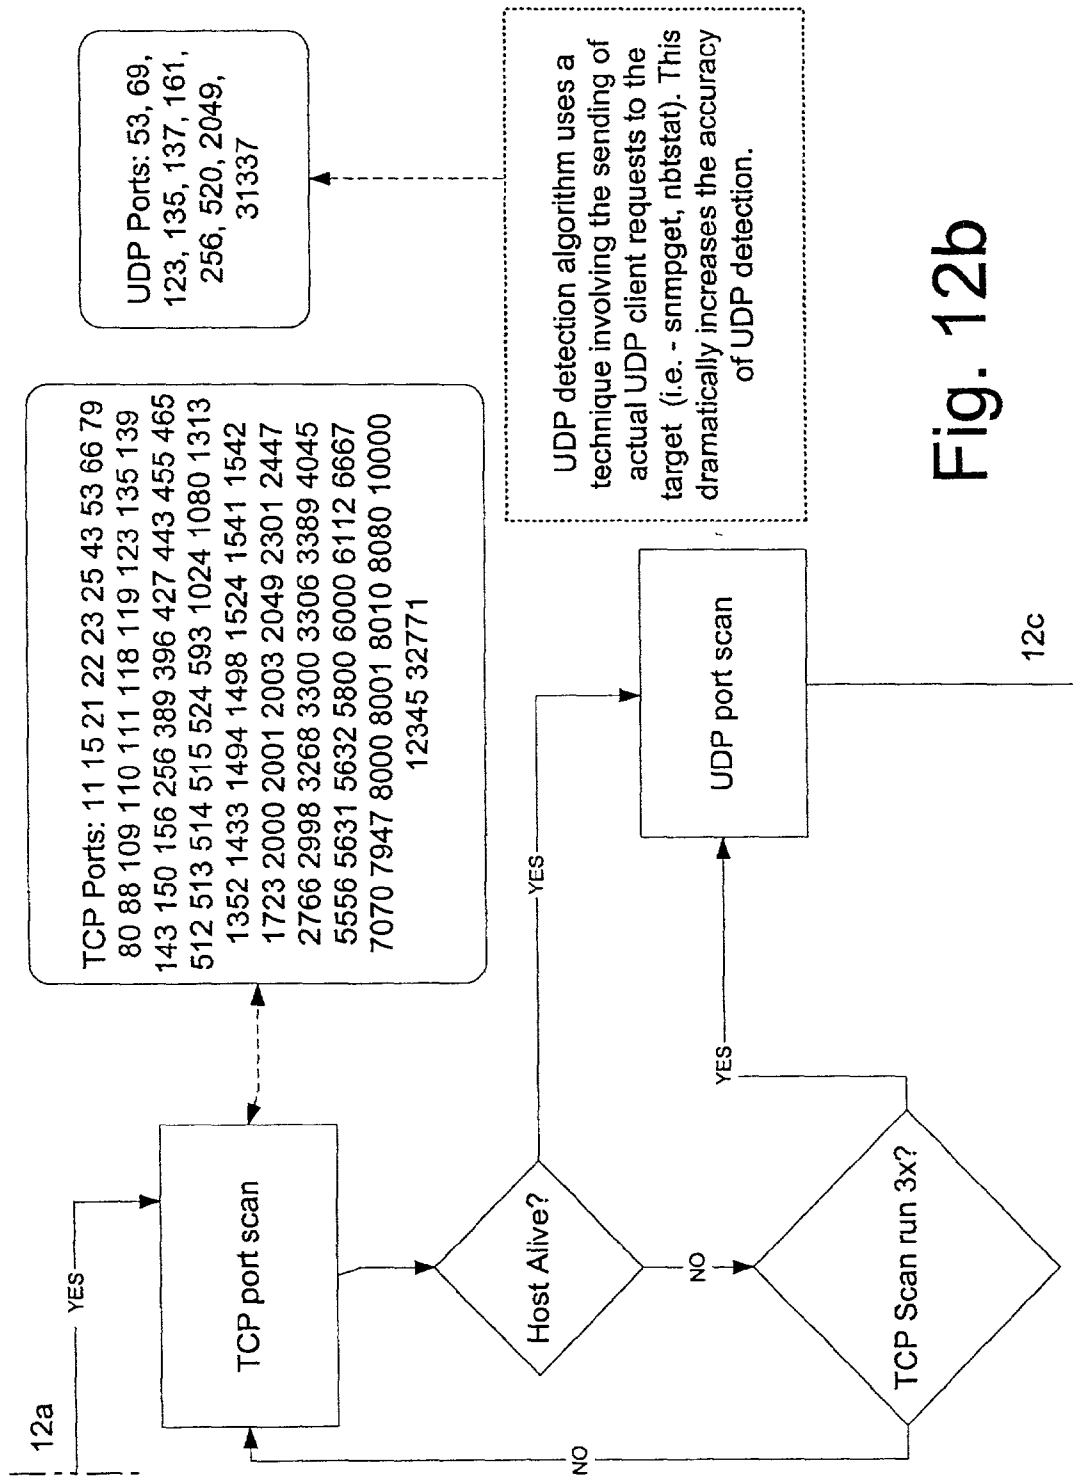 12a
YES
TCP port scan
TCP Ports: 11 15 21 22 23 25 43 53 66 79
80 88 109 110 111 118 119 123 135 139
143 150 156 256 389 396 427 443 455 465
512 513 514 515 524 593 1024 1080 1313
1352 1433 1494 1498 1524 1541 1542
1723 2000 2001 2003 2049 2301 2447
2766 2998 3268 3300 3306 3389 4045
5556 5631 5632 5800 6000 6112 6667
7070 7947 8000 8001 8010 8080 10000
12345 32771
UDP Ports: 53, 69,
123, 135, 137, 161,
256, 520, 2049,
31337
Host Alive?
YES
NO
UDP detection algorithm uses a
technique involving the sending of
actual UDP client requests to the
target (i.e. - snmpget, nbtstat). This
dramatically increases the accuracy
of UDP detection.
TCP Scan run 3x?
YES
NO
UDP port scan
12c
Fig. 12b